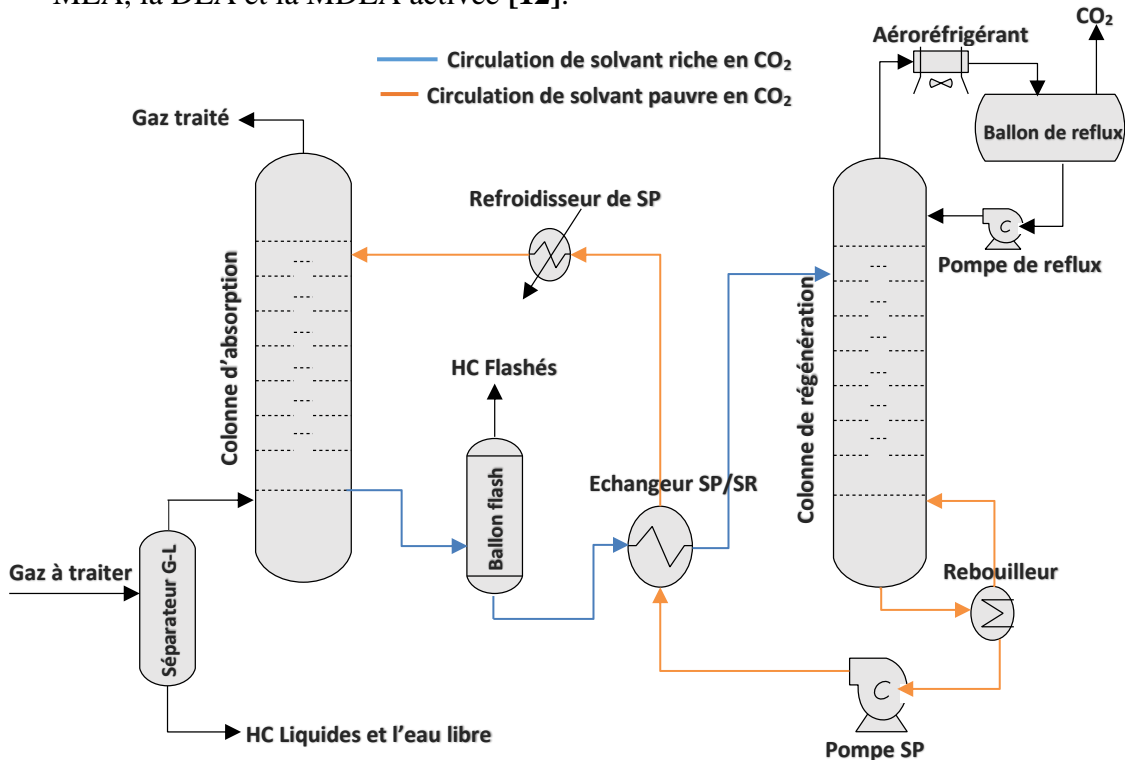 MEA, la DEA et la MDEA activée [12].
CO₂
Aéroréfrigérant
Circulation de solvant riche en CO₂
Circulation de solvant pauvre en CO₂
Gaz traité
Ballon de reflux
Refroidisseur de SP
Pompe de reflux
Colonne d'absorption
Colonne de régénération
HC Flashés
Ballon flash
Echangeur SP/SR
Gaz à traiter
Séparateur G-L
Rebouilleur
HC Liquides et l'eau libre
Pompe SP
C
C